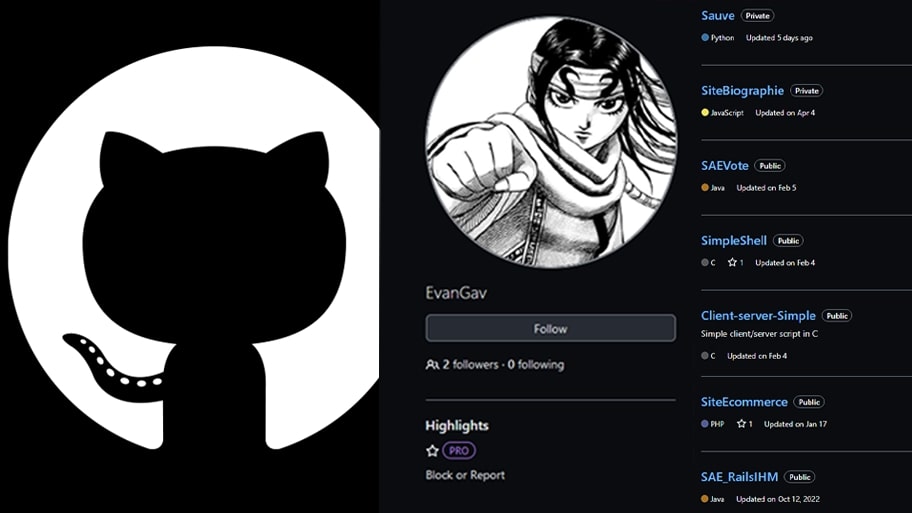 EvanGav
Follow
2 followers · 0 following
Highlights
PRO
Block or Report
Sauve Private
Python Updated 5 days ago
SiteBiographie Private
JavaScript Updated on Apr 4
SAEVote Public
Java Updated on Feb 5
SimpleShell Public
C 1 Updated on Feb 4
Client-server-Simple Public
Simple client/server script in C
C Updated on Feb 4
SiteEcommerce Public
PHP 1 Updated on Jan 17
SAE_RailsIHM Public
Java Updated on Oct 12, 2022